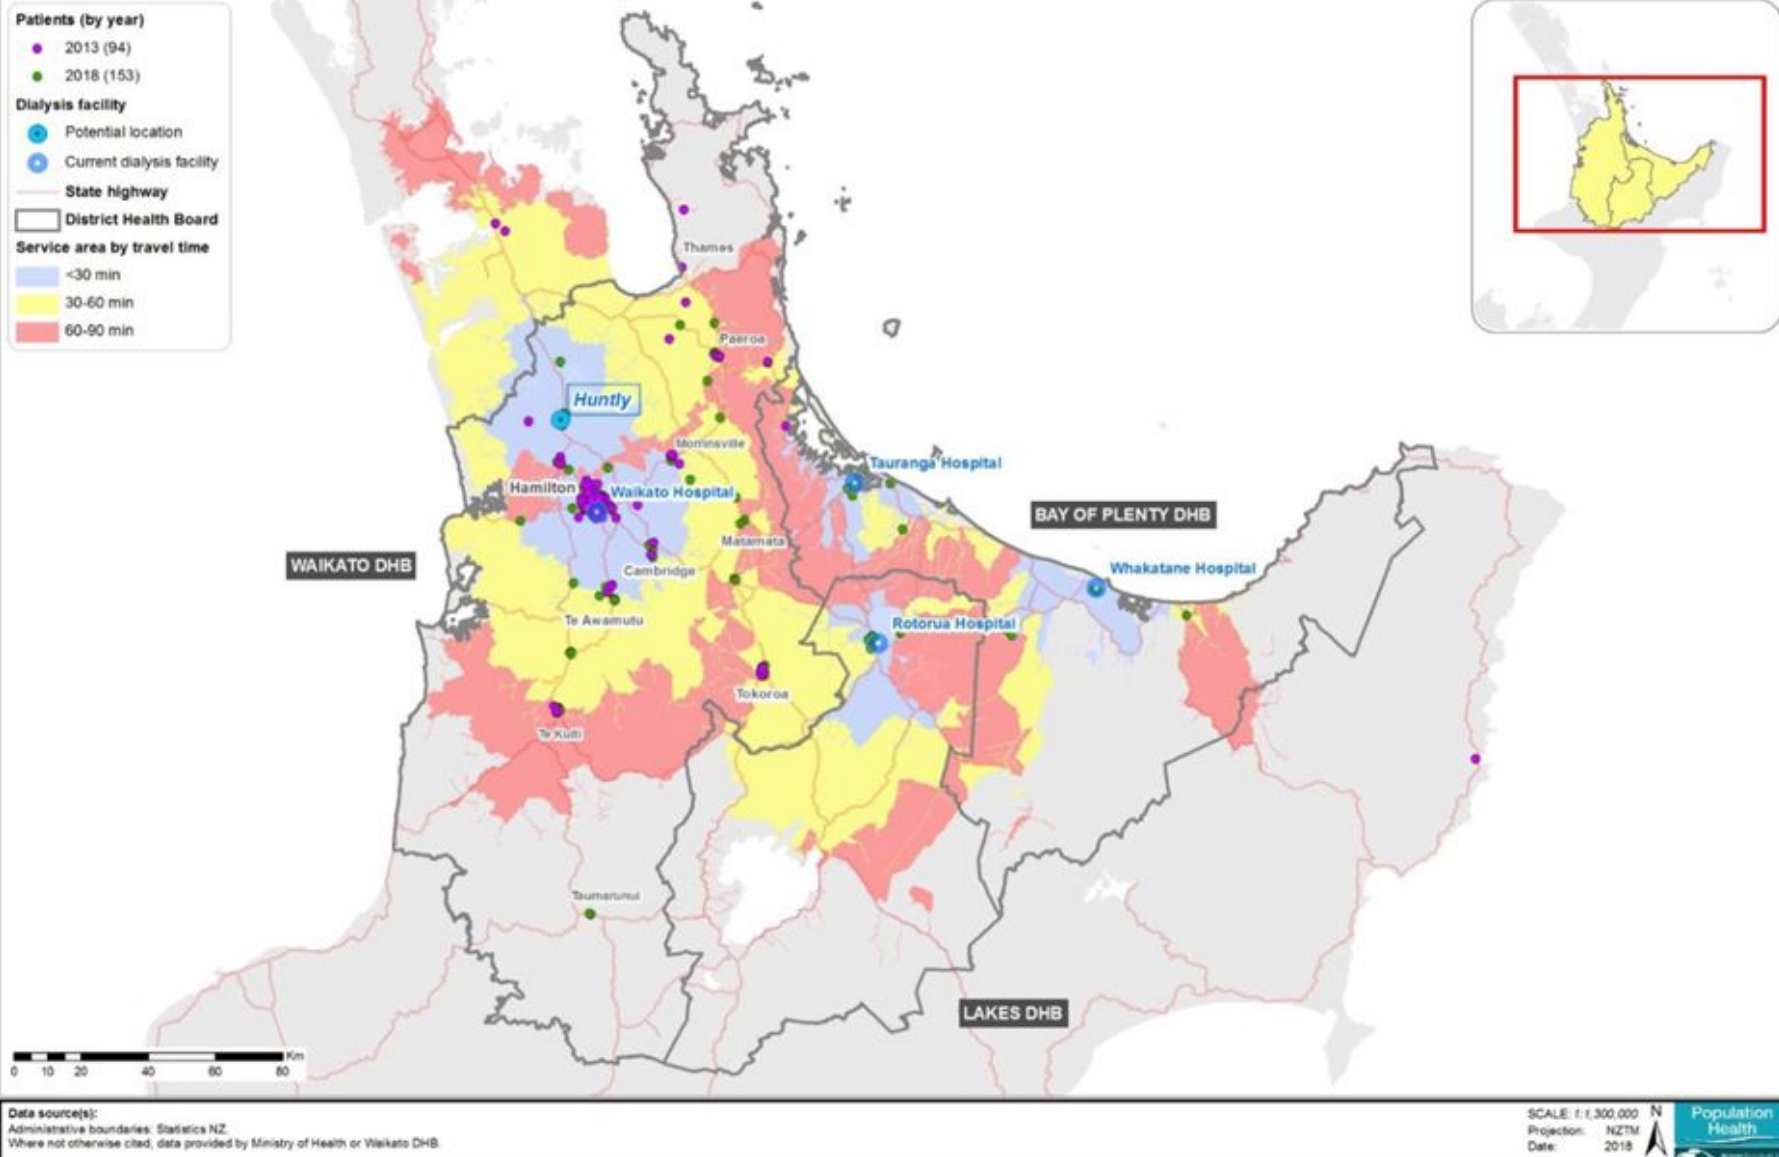 Patients (by year)
2013 (94)
2018 (153)
Dialysis facility
Potential location
Current dialysis facility
State highway
District Health Board
Service area by travel time
<30 min
30-60 min
60-90 min
Thames
Paeroa
Huntly
Morrinsville
Tauranga Hospital
Hamilton
Waikato Hospital
BAY OF PLENTY DHB
Matamata
WAIKATO DHB
Cambridge
Whakatane Hospital
Te Awamutu
Rotorua Hospital
Tokoroa
Te Kuiti
Taumarunui
LAKES DHB
Km
0 10 20 40 60 80
Data source(s):
Administrative boundaries: Statistics NZ.
Where not otherwise cited, data provided by Ministry of Health or Waikato DHB.
SCALE: 1:1,300,000 N
Projection: NZTM
Date: 2018
Population
Health